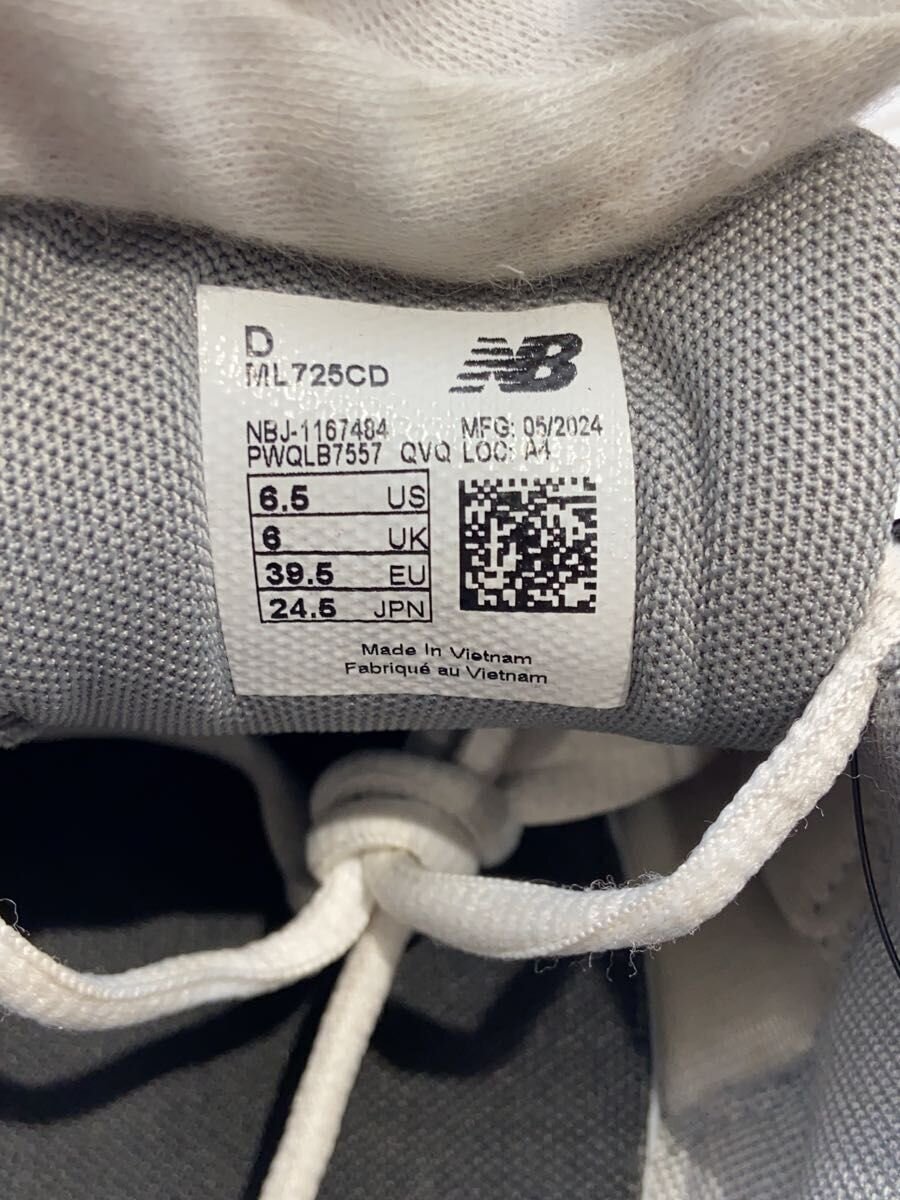 D
ML725CD
NB
NBJ-1167484 MFG: 05/2024
PWQLB7557 QVQ LOC: A4
6.5 US
6 UK
39.5 EU
24.5 JPN
Made In Vietnam
Fabriqué au Vietnam